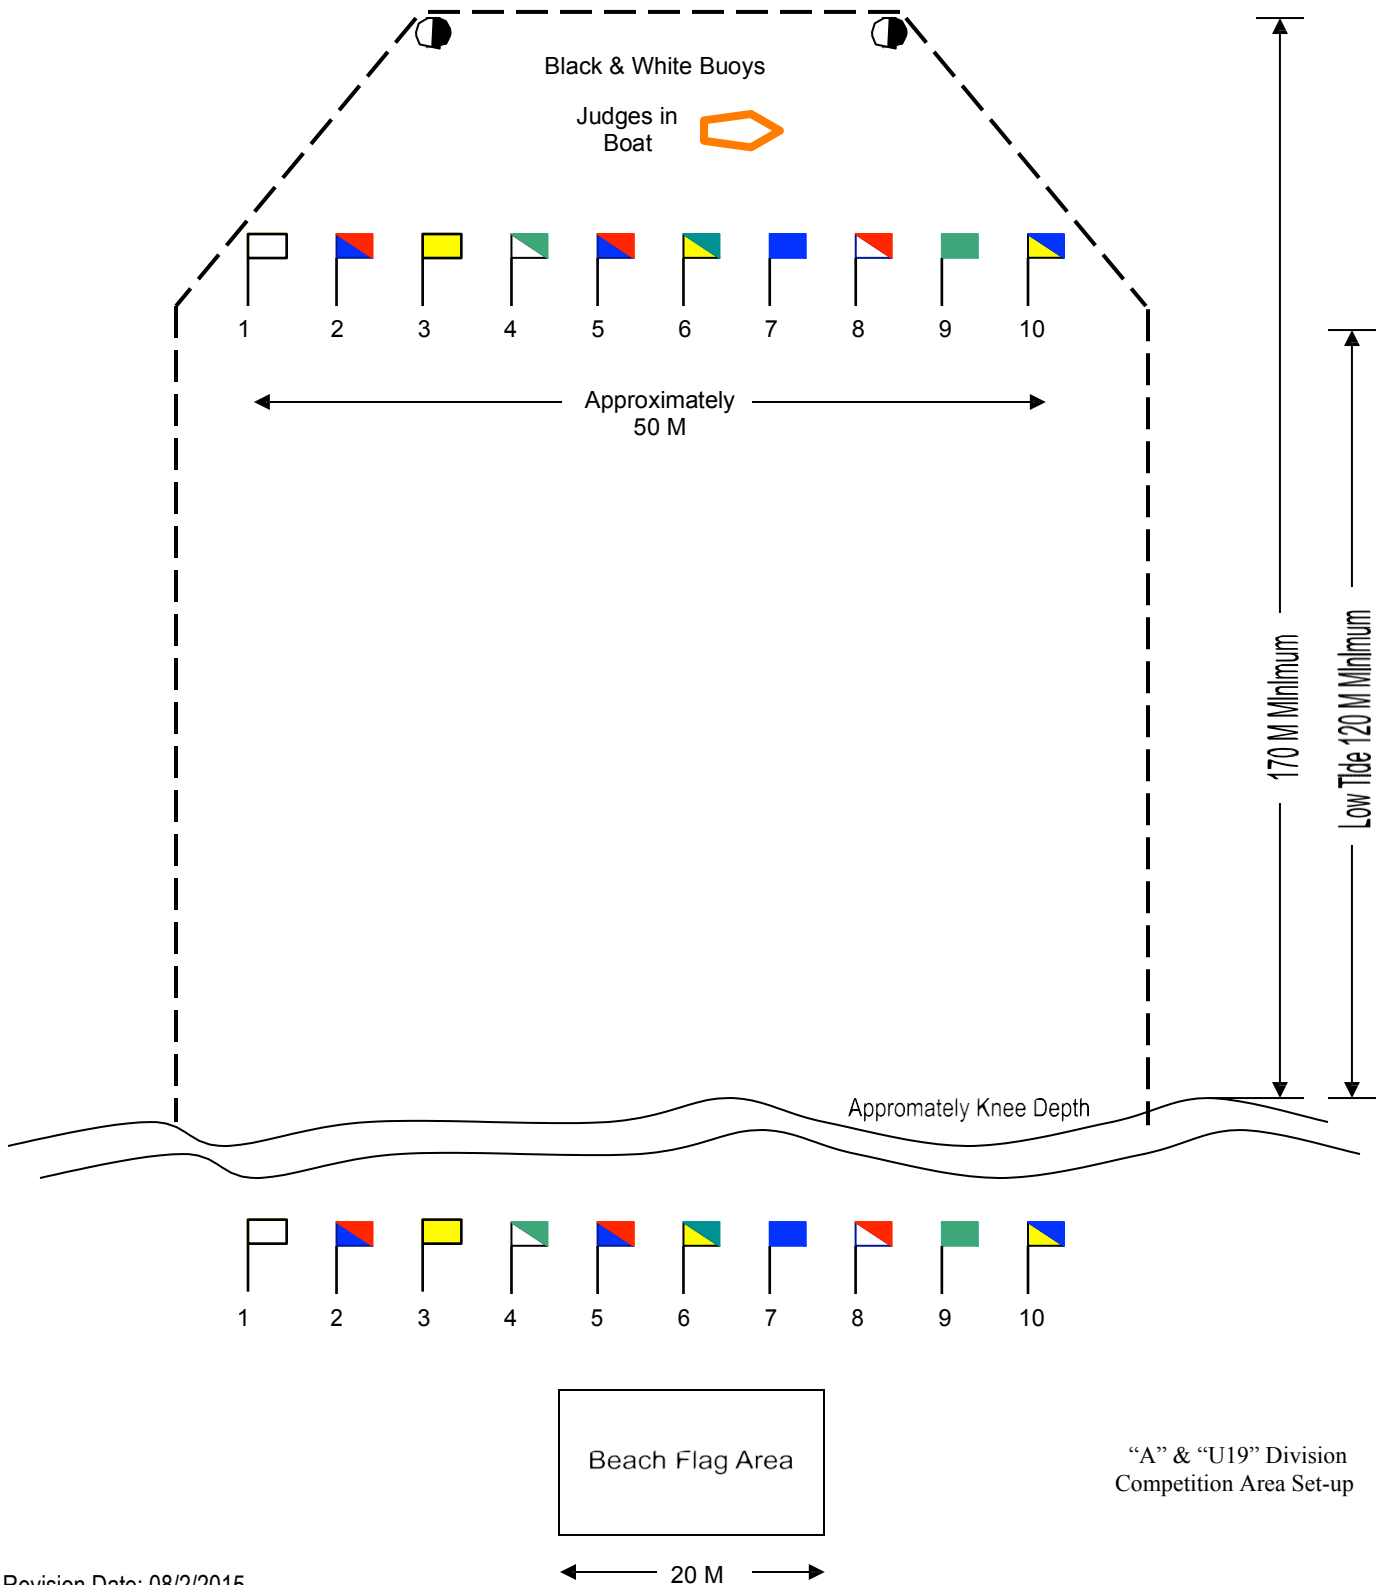 Black & White Buoys
Judges in
Boat
1 2 3 4 5 6 7 8 9 10
Approximately
50 M
170 M Minimum
Low Tide 120 M Minimum
Appromately Knee Depth
1 2 3 4 5 6 7 8 9 10
Beach Flag Area
“A” & “U19” Division
Competition Area Set-up
20 M
Revision Date: 08/2/2015